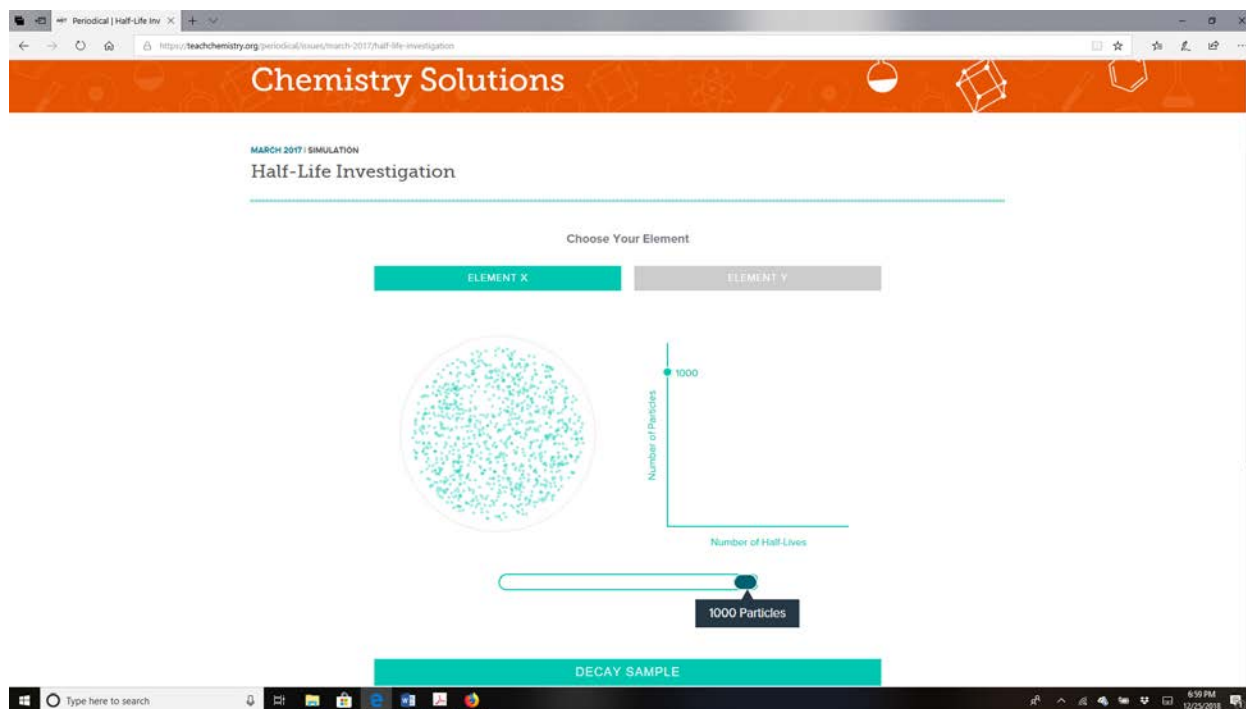 Periodical | Half-Life Inv
https://teachchemistry.org/periodical/issues/march-2017/half-life-investigation
Chemistry Solutions
MARCH 2017 | SIMULATION
Half-Life Investigation
Choose Your Element
ELEMENT X
ELEMENT Y
1000
Number of Particles
Number of Half-Lives
1000 Particles
DECAY SAMPLE
Type here to search
6:59 PM
12/25/2018